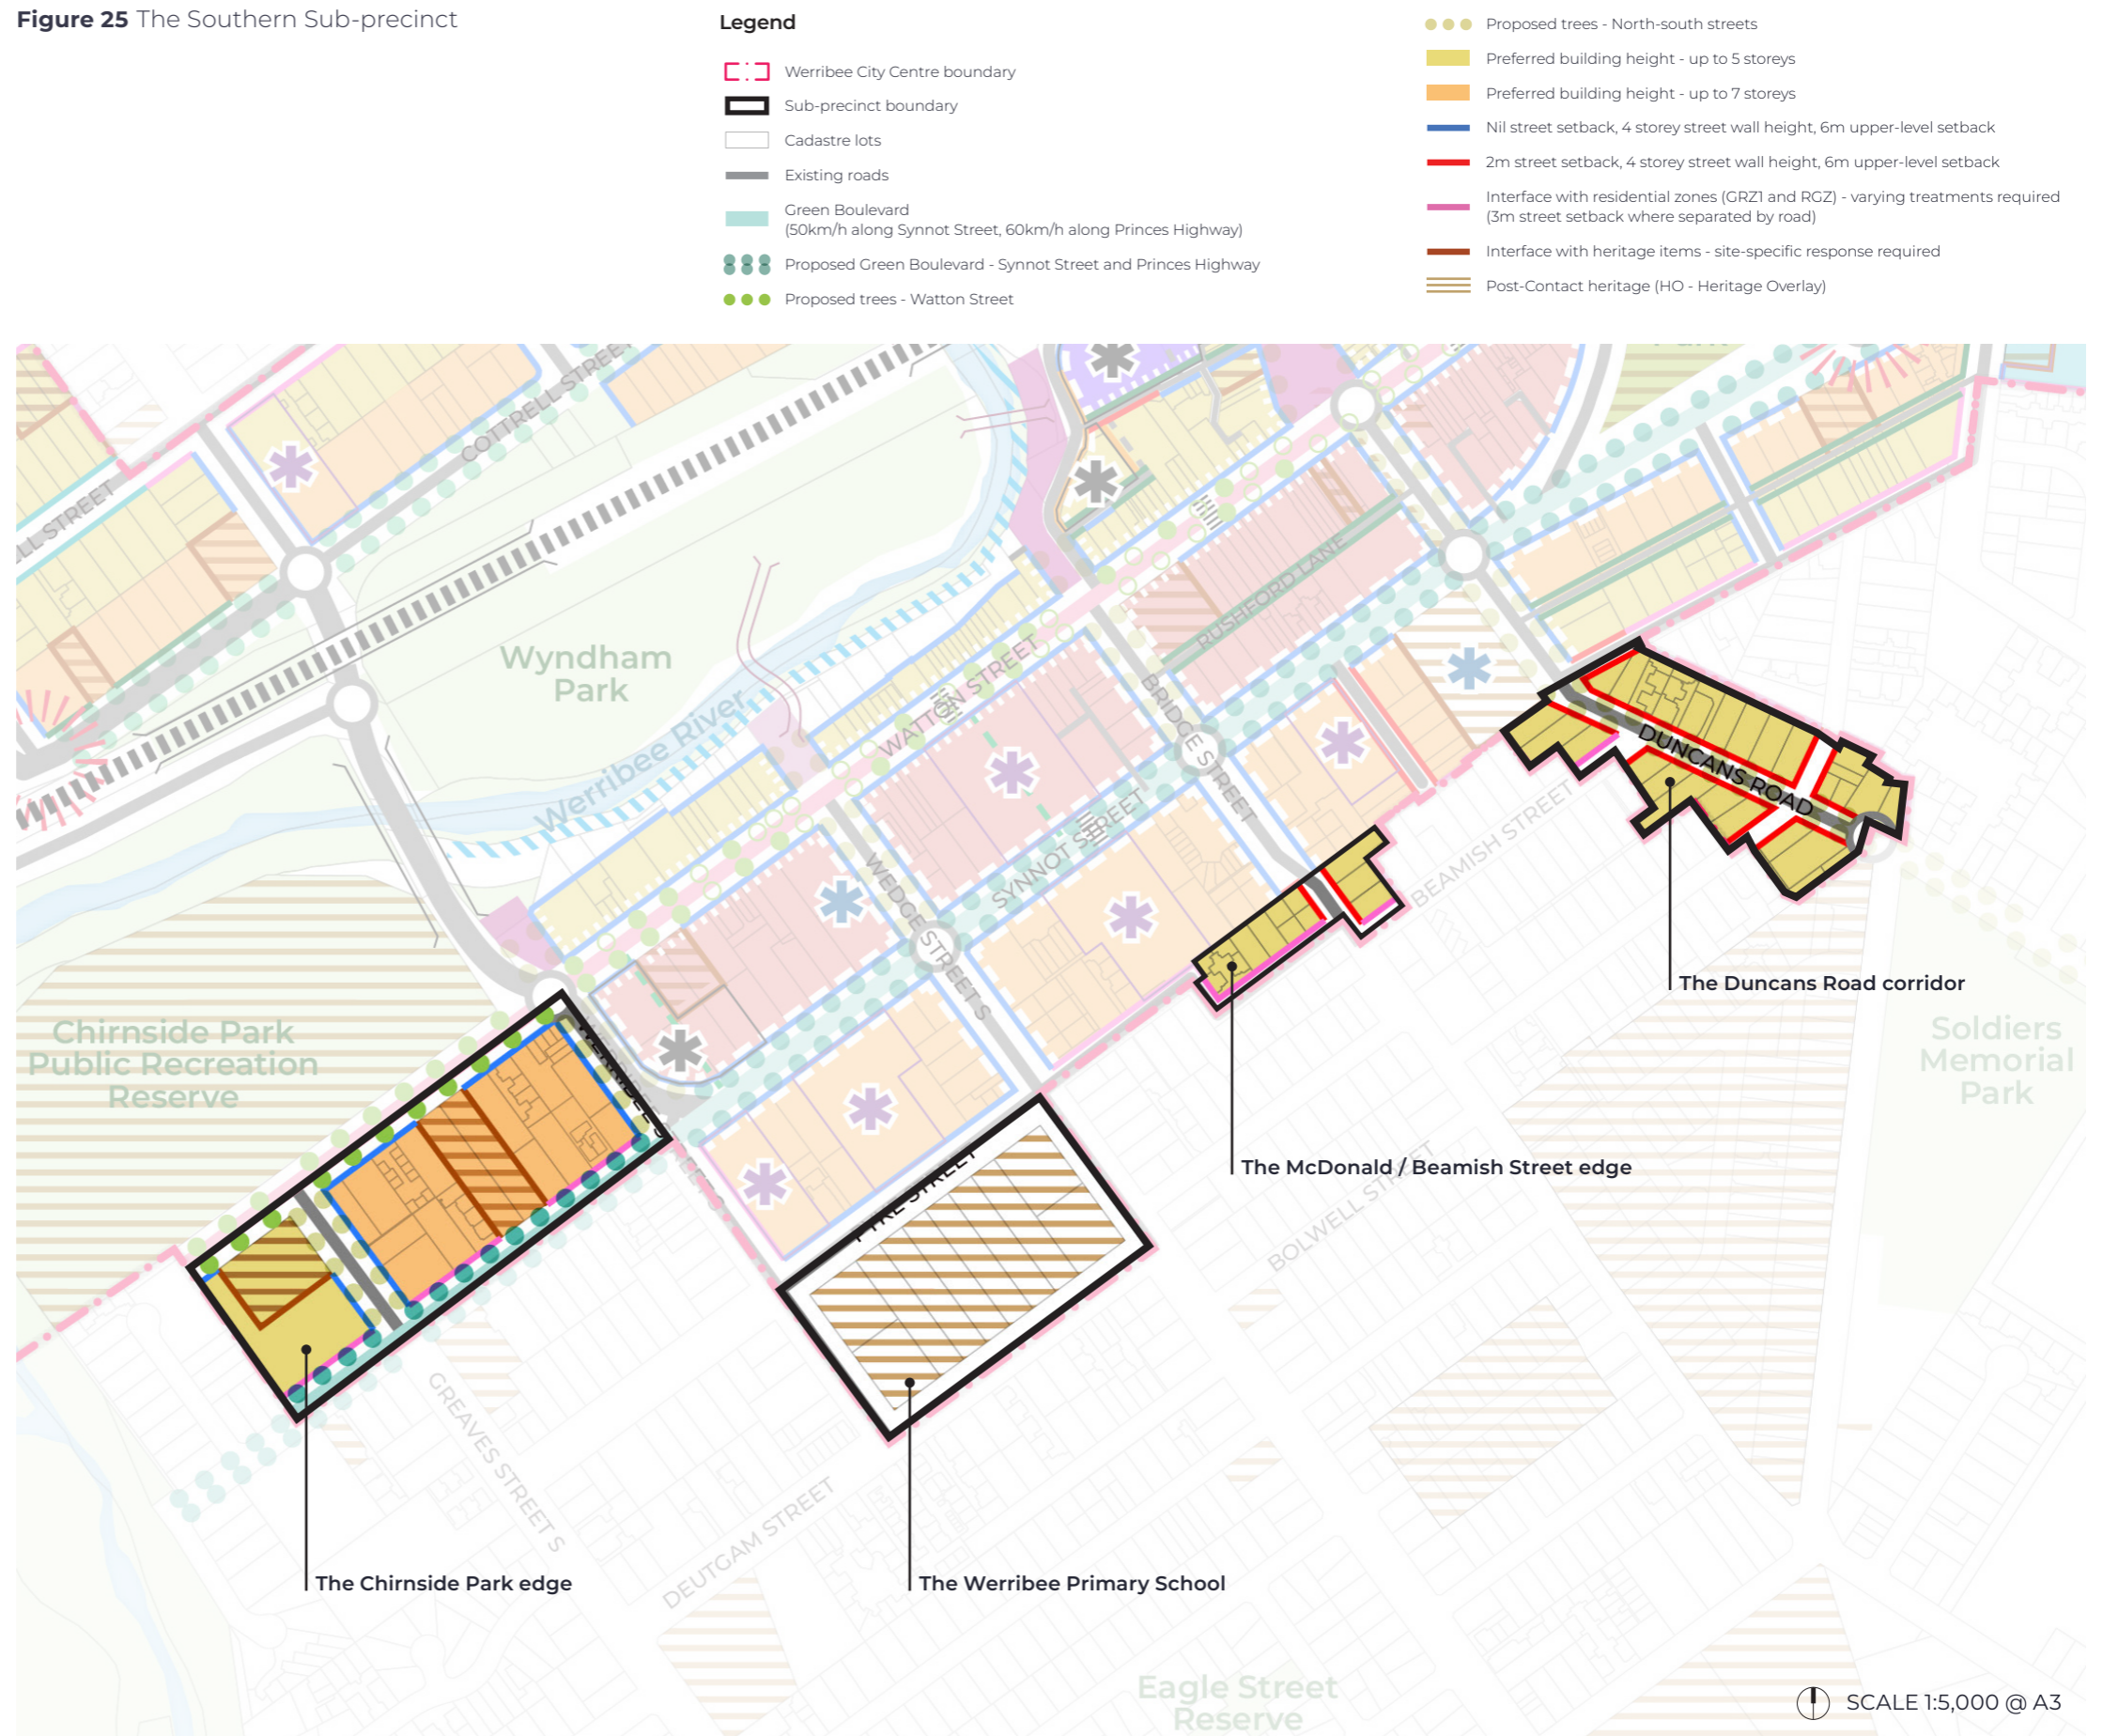 Figure 25 The Southern Sub-precinct
Legend
Werribee City Centre boundary
Sub-precinct boundary
Cadastre lots
Existing roads
Green Boulevard
(50km/h along Synnot Street, 60km/h along Princes Highway)
Proposed Green Boulevard - Synnot Street and Princes Highway
Proposed trees - Watton Street
Proposed trees - North-south streets
Preferred building height - up to 5 storeys
Preferred building height - up to 7 storeys
Nil street setback, 4 storey street wall height, 6m upper-level setback
2m street setback, 4 storey street wall height, 6m upper-level setback
Interface with residential zones (GRZ1 and RGZ) - varying treatments required
(3m street setback where separated by road)
Interface with heritage items - site-specific response required
Post-Contact heritage (HO - Heritage Overlay)
COTTRELL STREET
LL STREET
Wyndham
Park
Werribee River
WATTON STREET
RUSHFORD LANE
BRIDGE STREET
SYNNOT STREET
WEDGE STREET S
DUNCANS ROAD
BEAMISH STREET
The Duncans Road corridor
Chirnside Park
Public Recreation
Reserve
Soldiers
Memorial
Park
The McDonald / Beamish Street edge
BOLWELL STREET
GREAVES STREET S
DEUTGAM STREET
The Chirnside Park edge
The Werribee Primary School
Eagle Street
Reserve
SCALE 1:5,000 @ A3